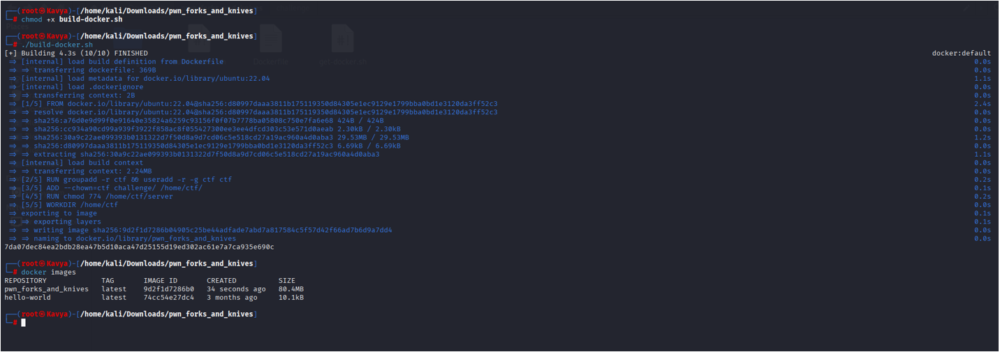 ┌──(root㉿Kavya)-[/home/kali/Downloads/pwn_forks_and_knives]
└─# chmod +x build-docker.sh
┌──(root㉿Kavya)-[/home/kali/Downloads/pwn_forks_and_knives]
└─# ./build-docker.sh
[+] Building 4.3s (10/10) FINISHED docker:default
=> [internal] load build definition from Dockerfile 0.0s
=> => transferring dockerfile: 369B 0.0s
=> [internal] load metadata for docker.io/library/ubuntu:22.04 1.1s
=> [internal] load .dockerignore 0.0s
=> => transferring context: 2B 0.0s
=> [1/5] FROM docker.io/library/ubuntu:22.04@sha256:d80997daaa3811b175119350d84305e1ec9129e1799bba0bd1e3120da3ff52c3 2.4s
=> => resolve docker.io/library/ubuntu:22.04@sha256:d80997daaa3811b175119350d84305e1ec9129e1799bba0bd1e3120da3ff52c3 0.0s
=> => sha256:a76d0e9d99f0e91640e35824a6259c93156f0f07b7778ba05808c750e7fa6e68 424B / 424B 0.0s
=> => sha256:cc934a90cd99a939f3922f858ac8f055427300ee3ee4dfcd303c53e571d0aeab 2.30kB / 2.30kB 0.0s
=> => sha256:30a9c22ae099393b0131322d7f50d8a9d7cd06c5e518cd27a19ac960a4d0aba3 29.53MB / 29.53MB 1.2s
=> => sha256:d80997daaa3811b175119350d84305e1ec9129e1799bba0bd1e3120da3ff52c3 6.69kB / 6.69kB 0.0s
=> => extracting sha256:30a9c22ae099393b0131322d7f50d8a9d7cd06c5e518cd27a19ac960a4d0aba3 1.1s
=> [internal] load build context 0.0s
=> => transferring context: 2.24MB 0.0s
=> [2/5] RUN groupadd -r ctf && useradd -r -g ctf ctf 0.2s
=> [3/5] ADD --chown=ctf challenge/ /home/ctf/ 0.1s
=> [4/5] RUN chmod 774 /home/ctf/server 0.2s
=> [5/5] WORKDIR /home/ctf 0.0s
=> exporting to image 0.1s
=> => exporting layers 0.1s
=> => writing image sha256:9d2f1d7286b04905c25be44adfade7abd7a817584c5f57d42f66ad7b6d9a7dd4 0.0s
=> => naming to docker.io/library/pwn_forks_and_knives 0.0s
7da07dec84ea2bdb28ea47b5d10aca47d25155d19ed302ac61e7a7ca935e690c
┌──(root㉿Kavya)-[/home/kali/Downloads/pwn_forks_and_knives]
└─# docker images
REPOSITORY TAG IMAGE ID CREATED SIZE
pwn_forks_and_knives latest 9d2f1d7286b0 34 seconds ago 80.4MB
hello-world latest 74cc54e27dc4 3 months ago 10.1kB
┌──(root㉿Kavya)-[/home/kali/Downloads/pwn_forks_and_knives]
└─#